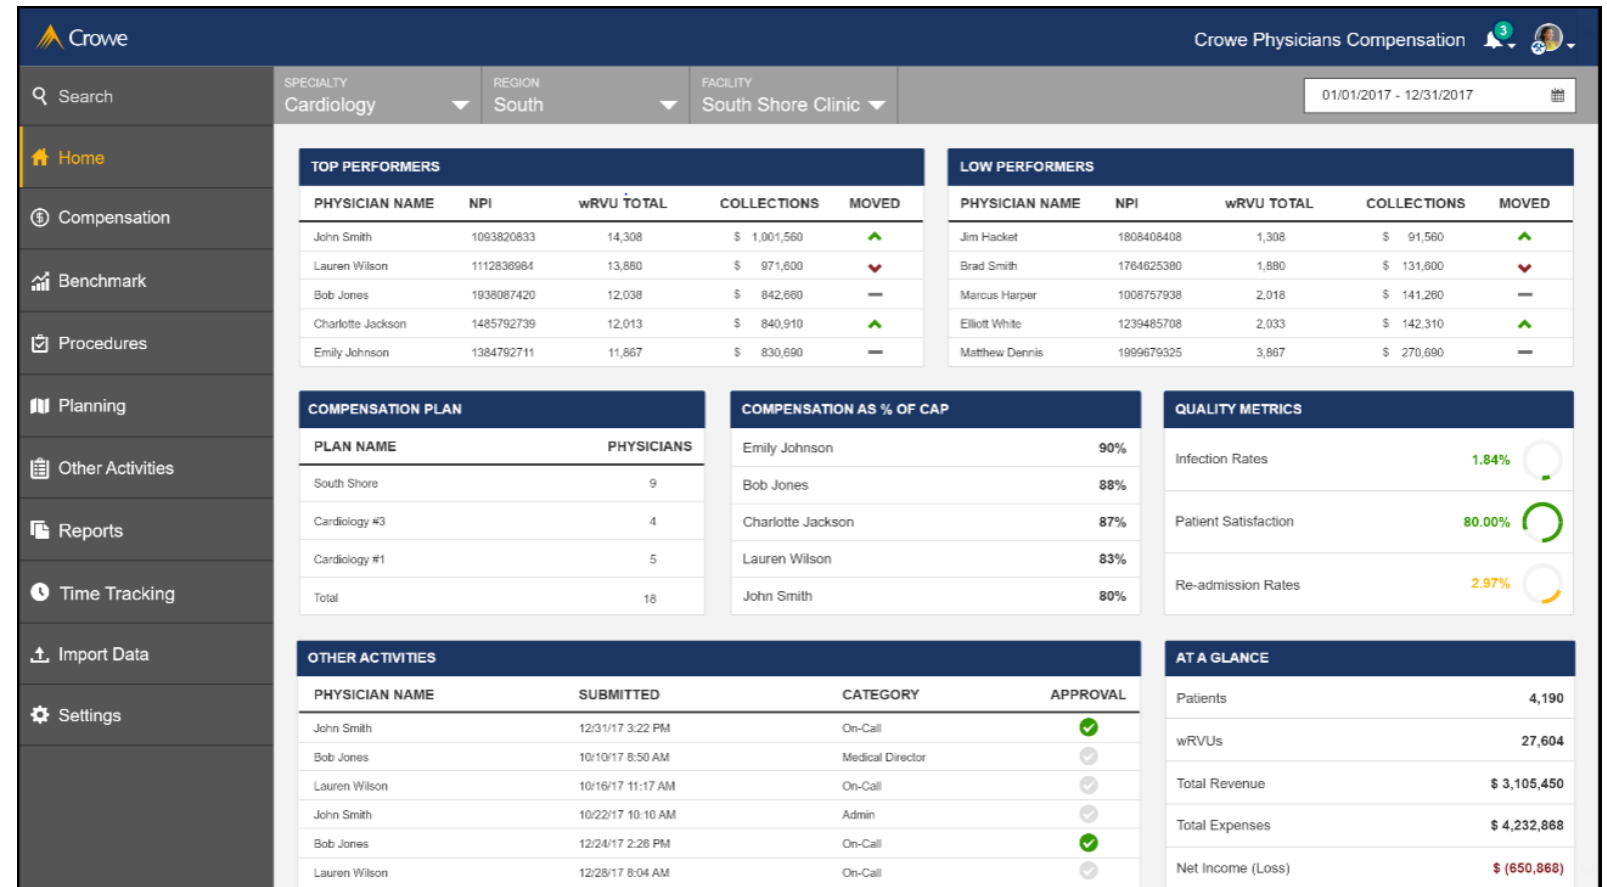 Crowe
Crowe Physicians Compensation 3
Search
Home
Compensation
Benchmark
Procedures
Planning
Other Activities
Reports
Time Tracking
Import Data
Settings
SPECIALTY REGION FACILITY
Cardiology South South Shore Clinic 01/01/2017 - 12/31/2017
TOP PERFORMERS
PHYSICIAN NAME NPI wRVU TOTAL COLLECTIONS MOVED
John Smith 1093820833 14,308 $ 1,001,560
Lauren Wilson 1112836984 13,880 $ 971,600
Bob Jones 1938087420 12,038 $ 842,660
Charlotte Jackson 1485792739 12,013 $ 840,910
Emily Johnson 1384792711 11,867 $ 830,690
LOW PERFORMERS
PHYSICIAN NAME NPI wRVU TOTAL COLLECTIONS MOVED
Jim Hacket 1808408408 1,308 $ 91,560
Brad Smith 1764625380 1,880 $ 131,600
Marcus Harper 1008757938 2,018 $ 141,260
Elliott White 1239485708 2,033 $ 142,310
Matthew Dennis 1999679325 3,867 $ 270,690
COMPENSATION PLAN
PLAN NAME PHYSICIANS
South Shore 9
Cardiology #3 4
Cardiology #1 5
Total 18
COMPENSATION AS % OF CAP
Emily Johnson 90%
Bob Jones 88%
Charlotte Jackson 87%
Lauren Wilson 83%
John Smith 80%
QUALITY METRICS
Infection Rates 1.84%
Patient Satisfaction 80.00%
Re-admission Rates 2.97%
OTHER ACTIVITIES
PHYSICIAN NAME SUBMITTED CATEGORY APPROVAL
John Smith 12/31/17 3:22 PM On-Call
Bob Jones 10/10/17 8:50 AM Medical Director
Lauren Wilson 10/16/17 11:17 AM On-Call
John Smith 10/22/17 10:10 AM Admin
Bob Jones 12/24/17 2:26 PM On-Call
Lauren Wilson 12/28/17 8:04 AM On-Call
AT A GLANCE
Patients 4,190
wRVUs 27,604
Total Revenue $ 3,105,450
Total Expenses $ 4,232,868
Net Income (Loss) $ (650,868)